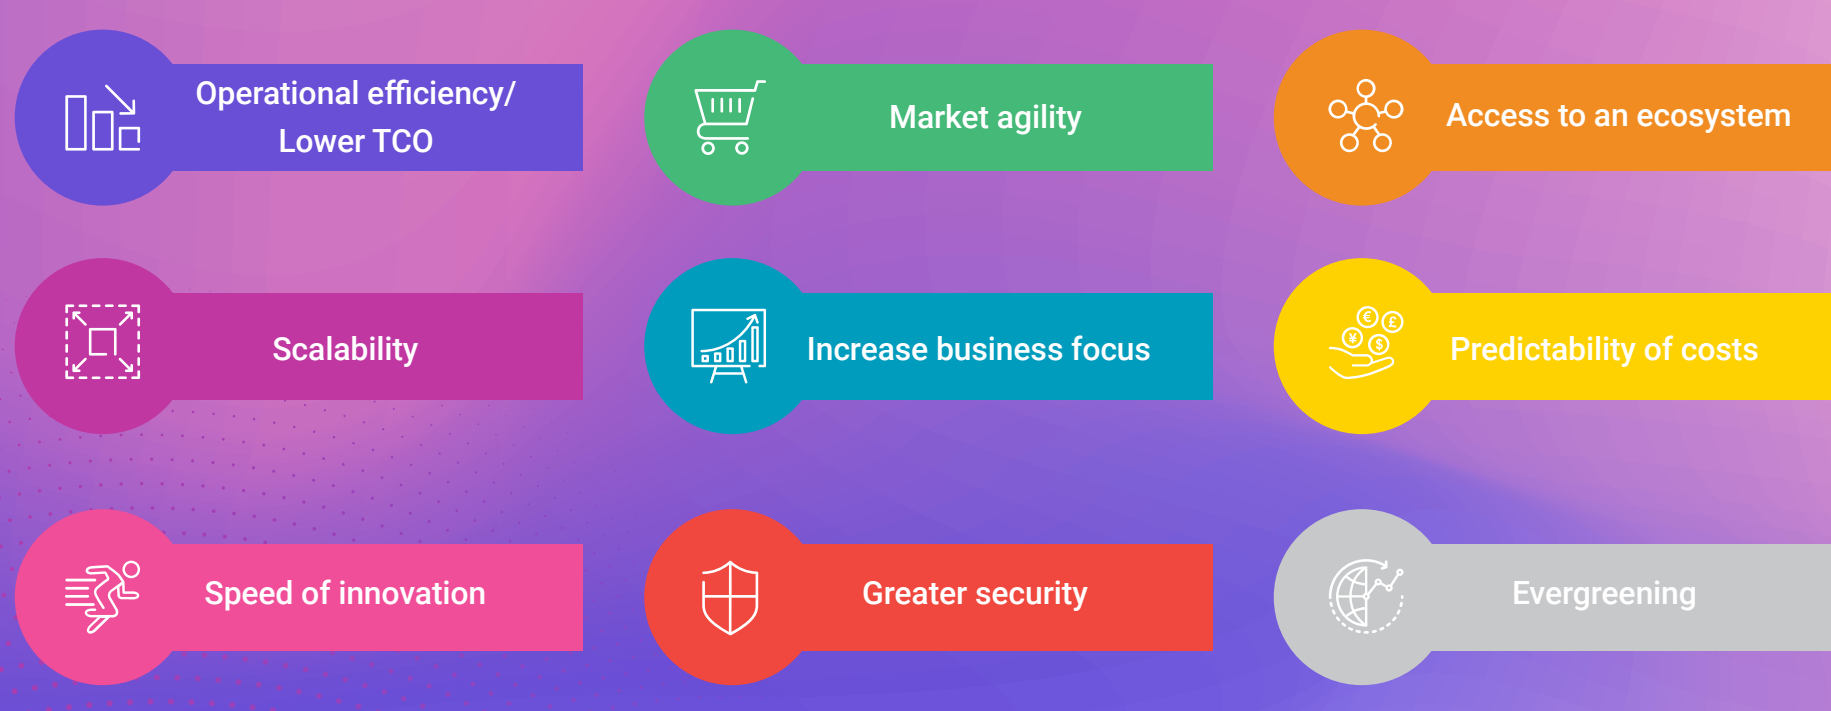 Operational efficiency/
Lower TCO
Market agility
Access to an ecosystem
Scalability
Increase business focus
Predictability of costs
Speed of innovation
Greater security
Evergreening